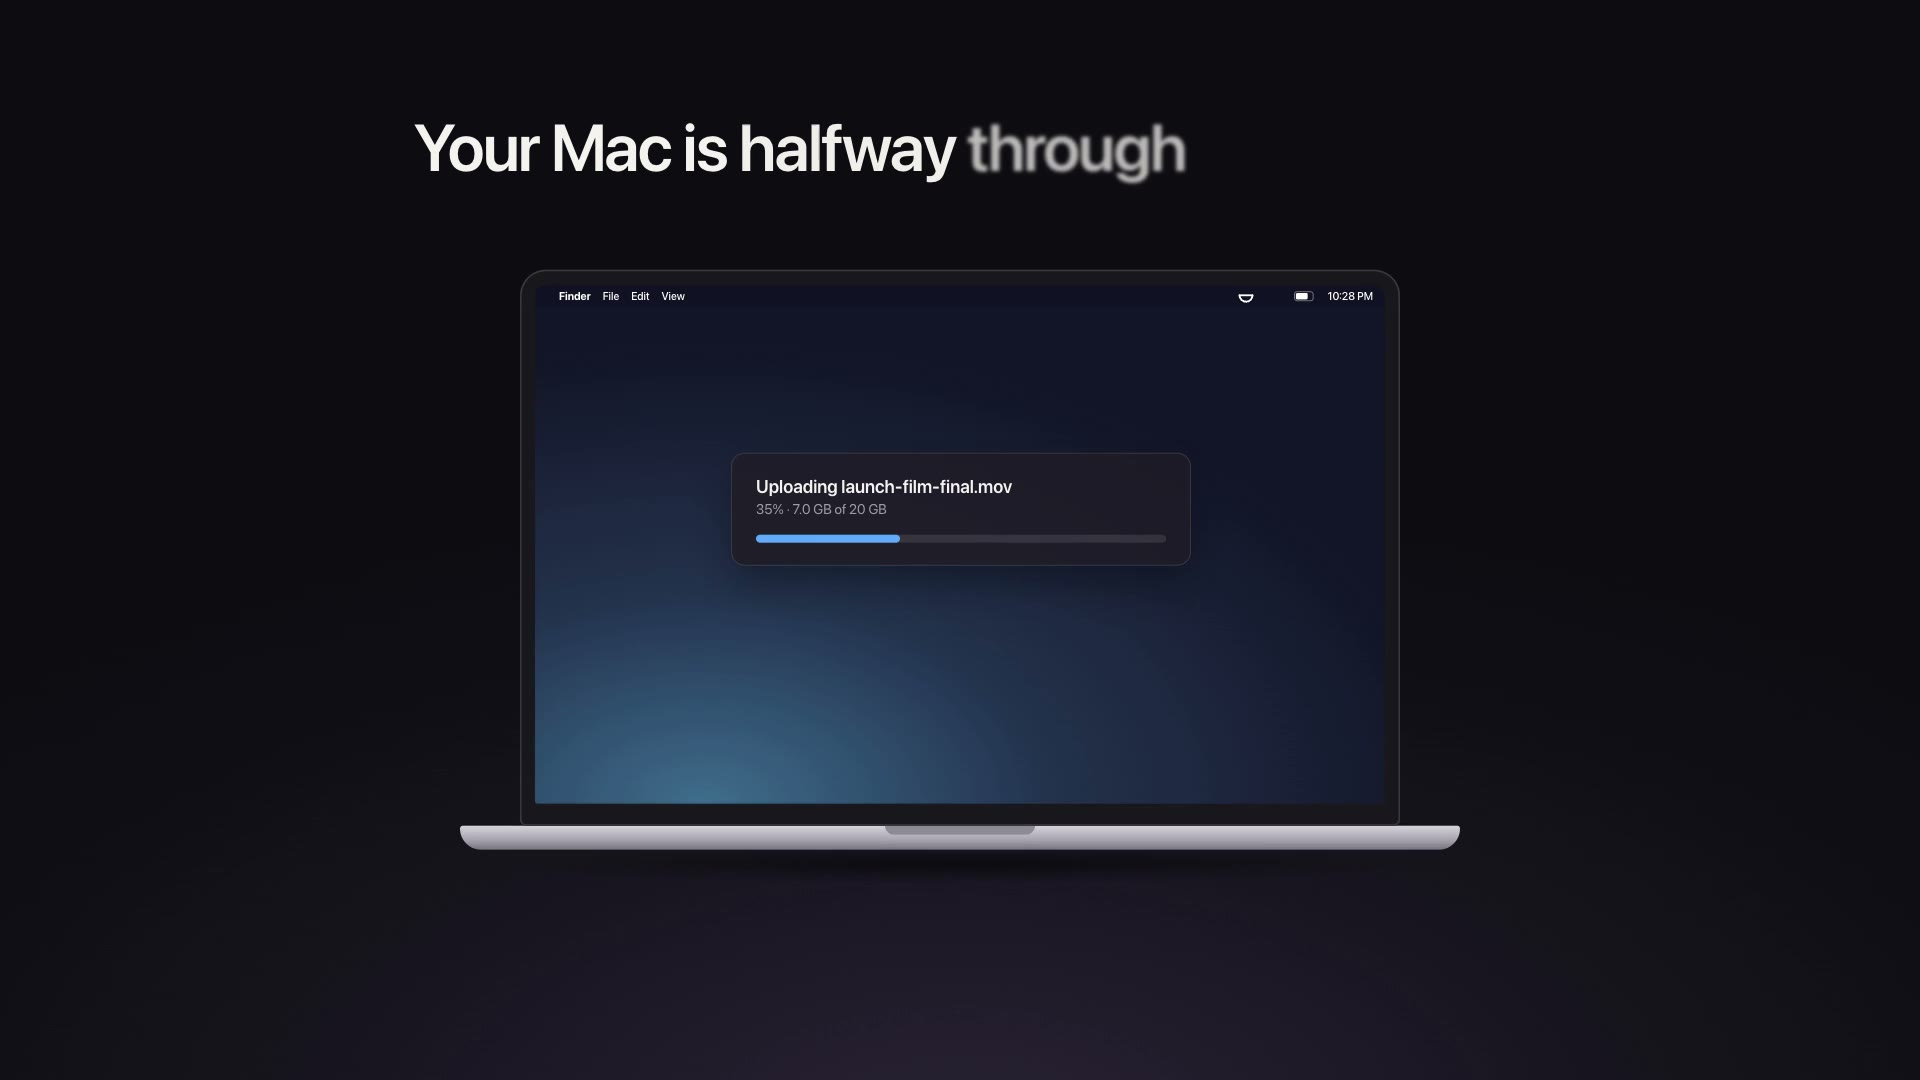 Your Mac is halfway through
Finder File Edit View 10:28 PM
Uploading launch-film-final.mov
35% · 7.0 GB of 20 GB